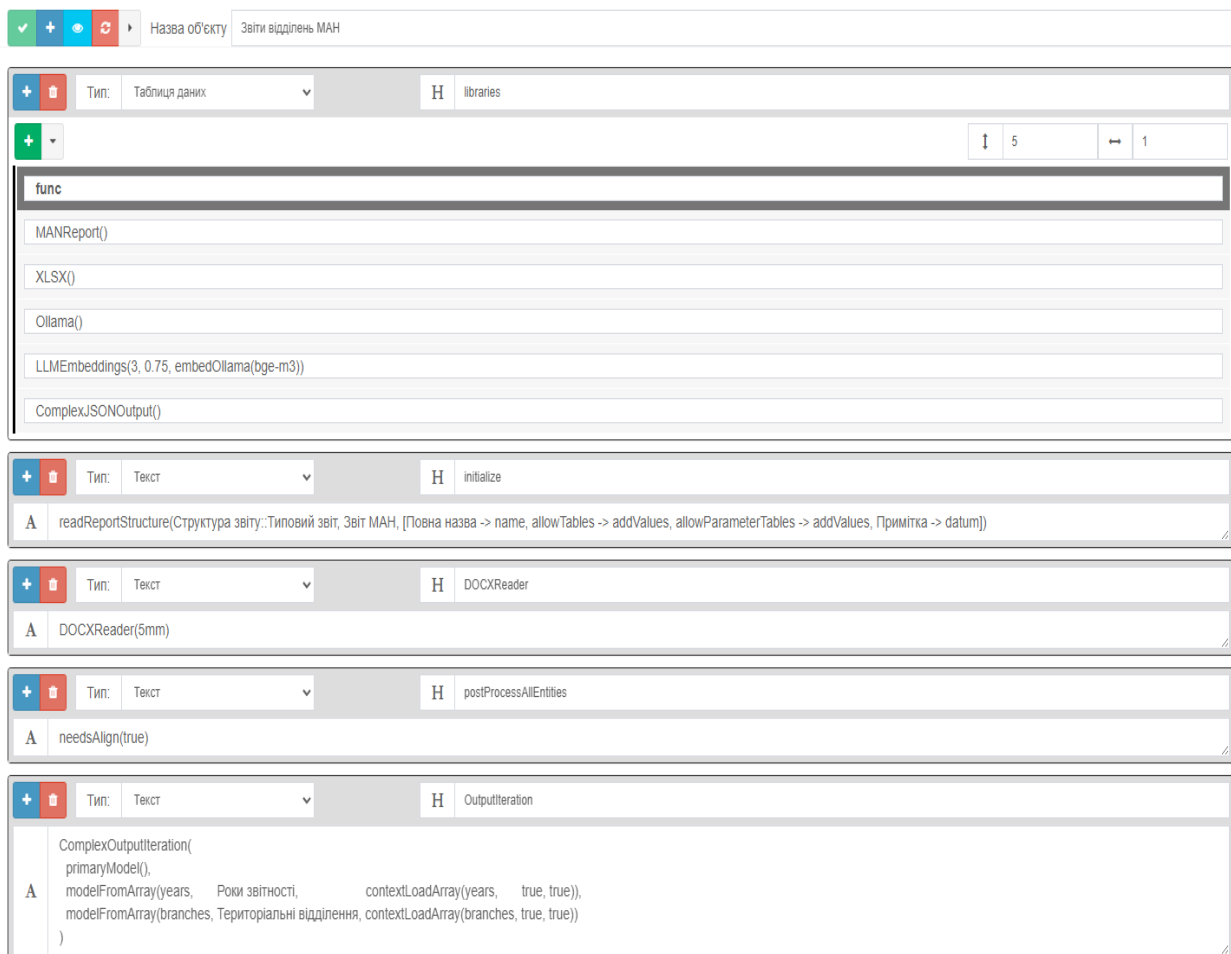 Назва об'єкту Звіти відділень МАН
Тип: Таблиця даних H libraries
5 1
func
MANReport()
XLSX()
Ollama()
LLMEmbeddings(3, 0.75, embedOllama(bge-m3))
ComplexJSONOutput()
Тип: Текст H initialize
A readReportStructure(Структура звіту::Типовий звіт, Звіт МАН, [Повна назва -> name, allowTables -> addValues, allowParameterTables -> addValues, Примітка -> datum])
Тип: Текст H DOCXReader
A DOCXReader(5mm)
Тип: Текст H postProcessAllEntities
A needsAlign(true)
Тип: Текст H OutputIteration
ComplexOutputIteration(
primaryModel(),
A modelFromArray(years, Роки звітності, contextLoadArray(years, true, true)),
modelFromArray(branches, Територіальні відділення, contextLoadArray(branches, true, true))
)